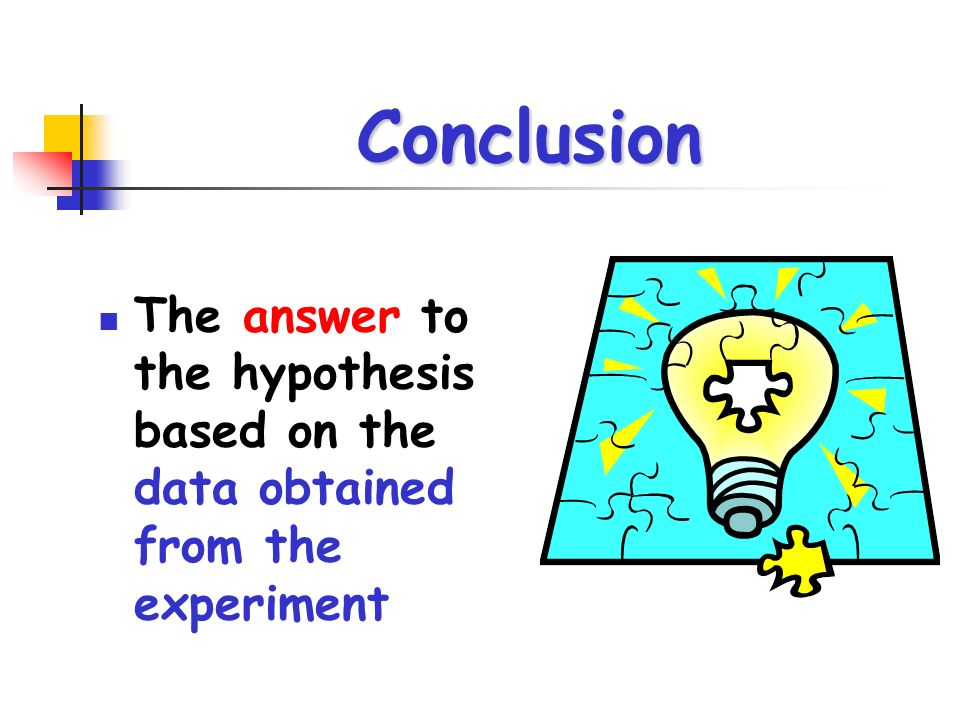 Conclusion
The answer to
the hypothesis
based on the
data obtained
from the
experiment